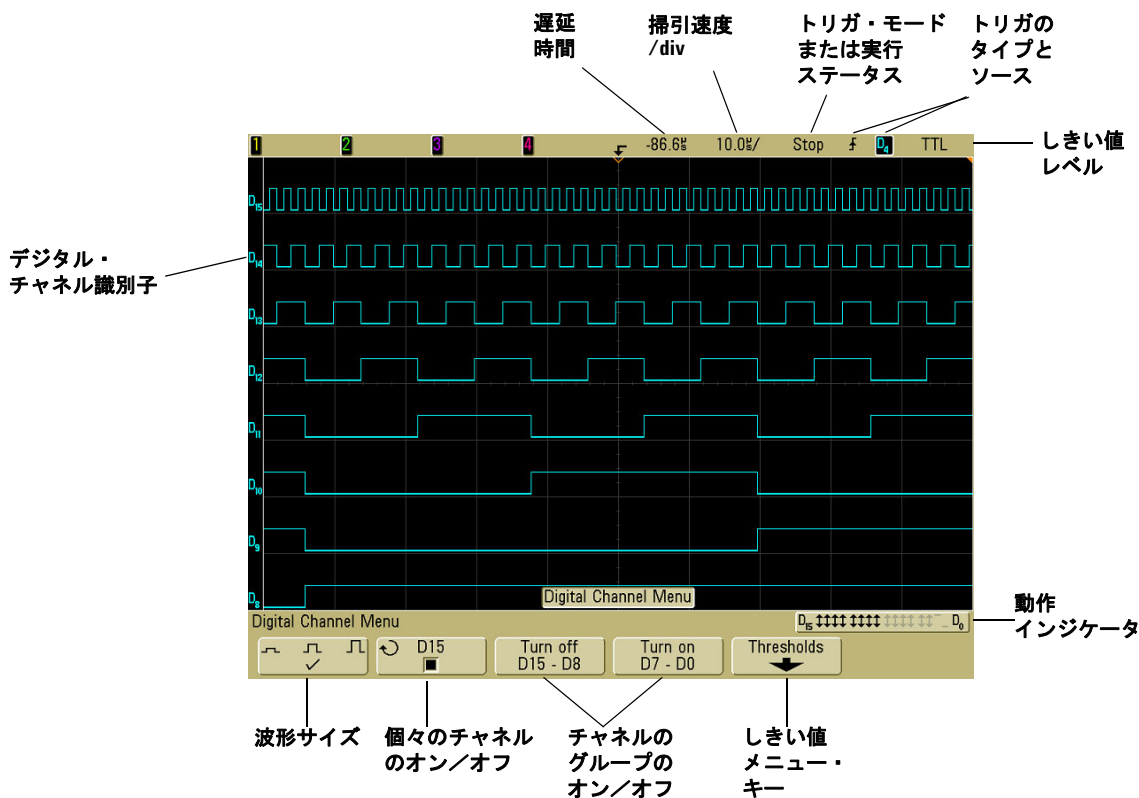 遅延
時間
掃引速度
/div
トリガ・モード
または実行
ステータス
トリガの
タイプと
ソース
1 2 3 4 -86.6µs 10.0µs/ Stop D4 TTL
しきい値
レベル
D15
デジタル・
チャネル識別子
D14
D13
D12
D11
D10
D9
D8
Digital Channel Menu
Digital Channel Menu
D15 D0
動作
インジケータ
D15
Turn off
D15 - D8
Turn on
D7 - D0
Thresholds
波形サイズ
個々のチャネル
のオン／オフ
チャネルの
グループの
オン／オフ
しきい値
メニュー・
キー